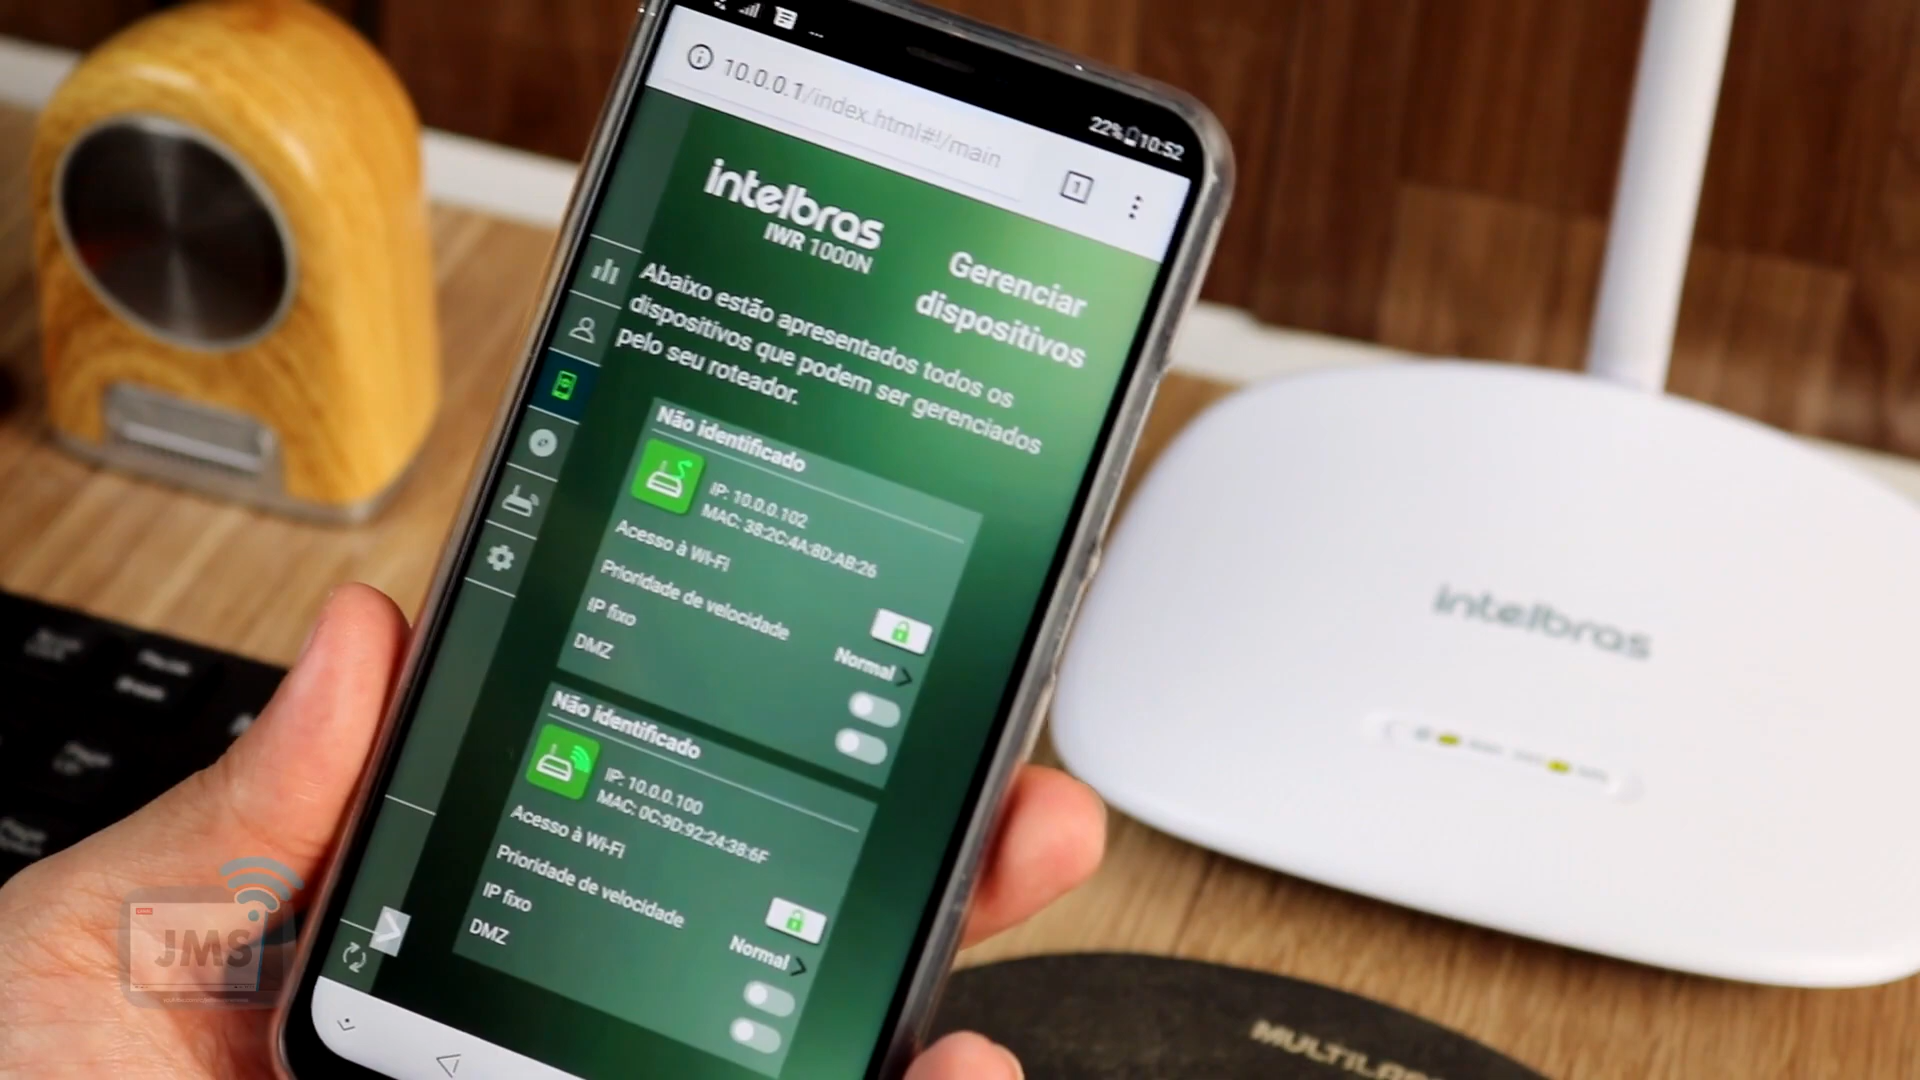 22% 10:52
10.0.0.1/index.html#!/main
1
intelbras
IWR 1000N
Gerenciar
dispositivos
Abaixo estão apresentados todos os
dispositivos que podem ser gerenciados
pelo seu roteador.
Não identificado
IP: 10.0.0.102
MAC: 38:2C:4A:8D:AB:26
Acesso à Wi-Fi
Prioridade de velocidade
Normal
IP fixo
DMZ
Não identificado
IP: 10.0.0.100
MAC: 0C:9D:92:24:38:6F
Acesso à Wi-Fi
Prioridade de velocidade
Normal
IP fixo
DMZ
intelbras
JMS